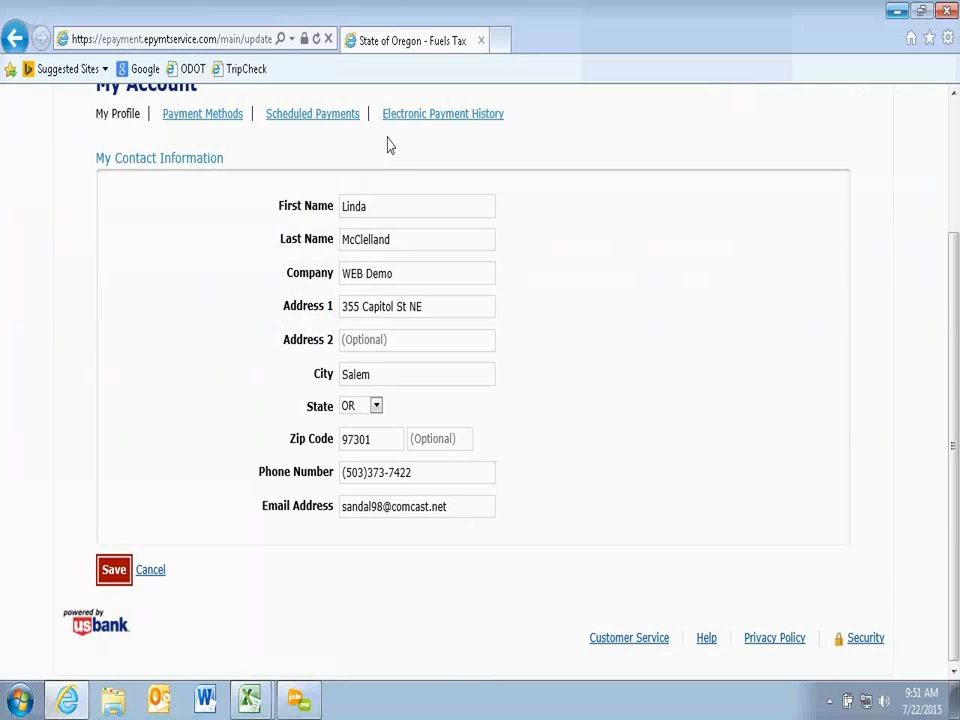 https://epayment.epymtservice.com/main/update
State of Oregon - Fuels Tax
Suggested Sites
Google
ODOT
TripCheck
My Account
My Profile
Payment Methods
Scheduled Payments
Electronic Payment History
My Contact Information
First Name Linda
Last Name McClelland
Company WEB Demo
Address 1 355 Capitol St NE
Address 2 (Optional)
City Salem
State OR
Zip Code 97301 (Optional)
Phone Number (503)373-7422
Email Address sandal98@comcast.net
Save Cancel
powered by
usbank
Customer Service Help Privacy Policy Security
9:51 AM
7/22/2015